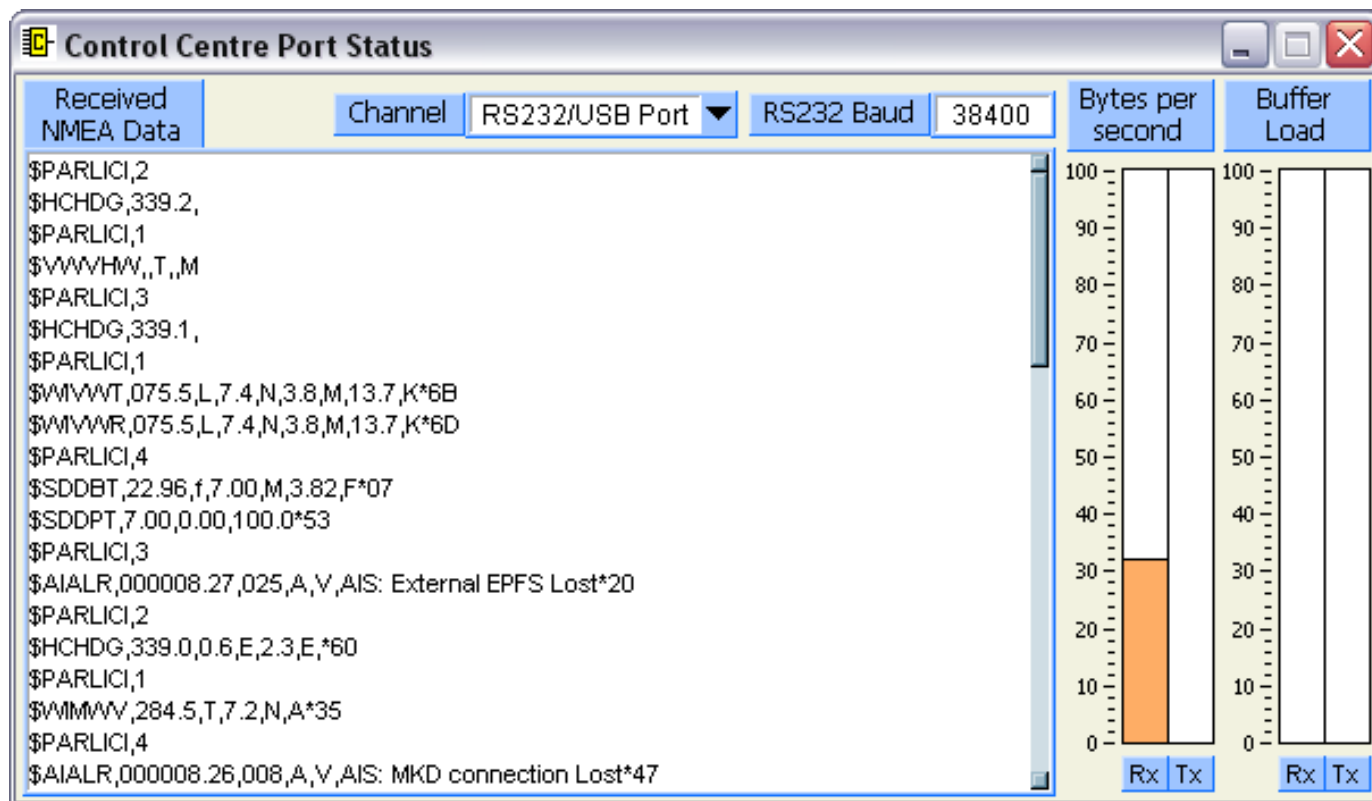 Control Centre Port Status
Received
NMEA Data
Channel RS232/USB Port RS232 Baud 38400
Bytes per
second
Buffer
Load
$PARLICI,2
$HCHDG,339.2,
$PARLICI,1
$VWVHW,,T,,M
$PARLICI,3
$HCHDG,339.1,
$PARLICI,1
$WIVWT,075.5,L,7.4,N,3.8,M,13.7,K*6B
$WIVWR,075.5,L,7.4,N,3.8,M,13.7,K*6D
$PARLICI,4
$SDDBT,22.96,f,7.00,M,3.82,F*07
$SDDPT,7.00,0.00,100.0*53
$PARLICI,3
$AIALR,000008.27,025,A,V,AIS: External EPFS Lost*20
$PARLICI,2
$HCHDG,339.0,0.6,E,2.3,E,*60
$PARLICI,1
$WIMWV,284.5,T,7.2,N,A*35
$PARLICI,4
$AIALR,000008.26,008,A,V,AIS: MKD connection Lost*47
100
90
80
70
60
50
40
30
20
10
0
Rx Tx
100
90
80
70
60
50
40
30
20
10
0
Rx Tx